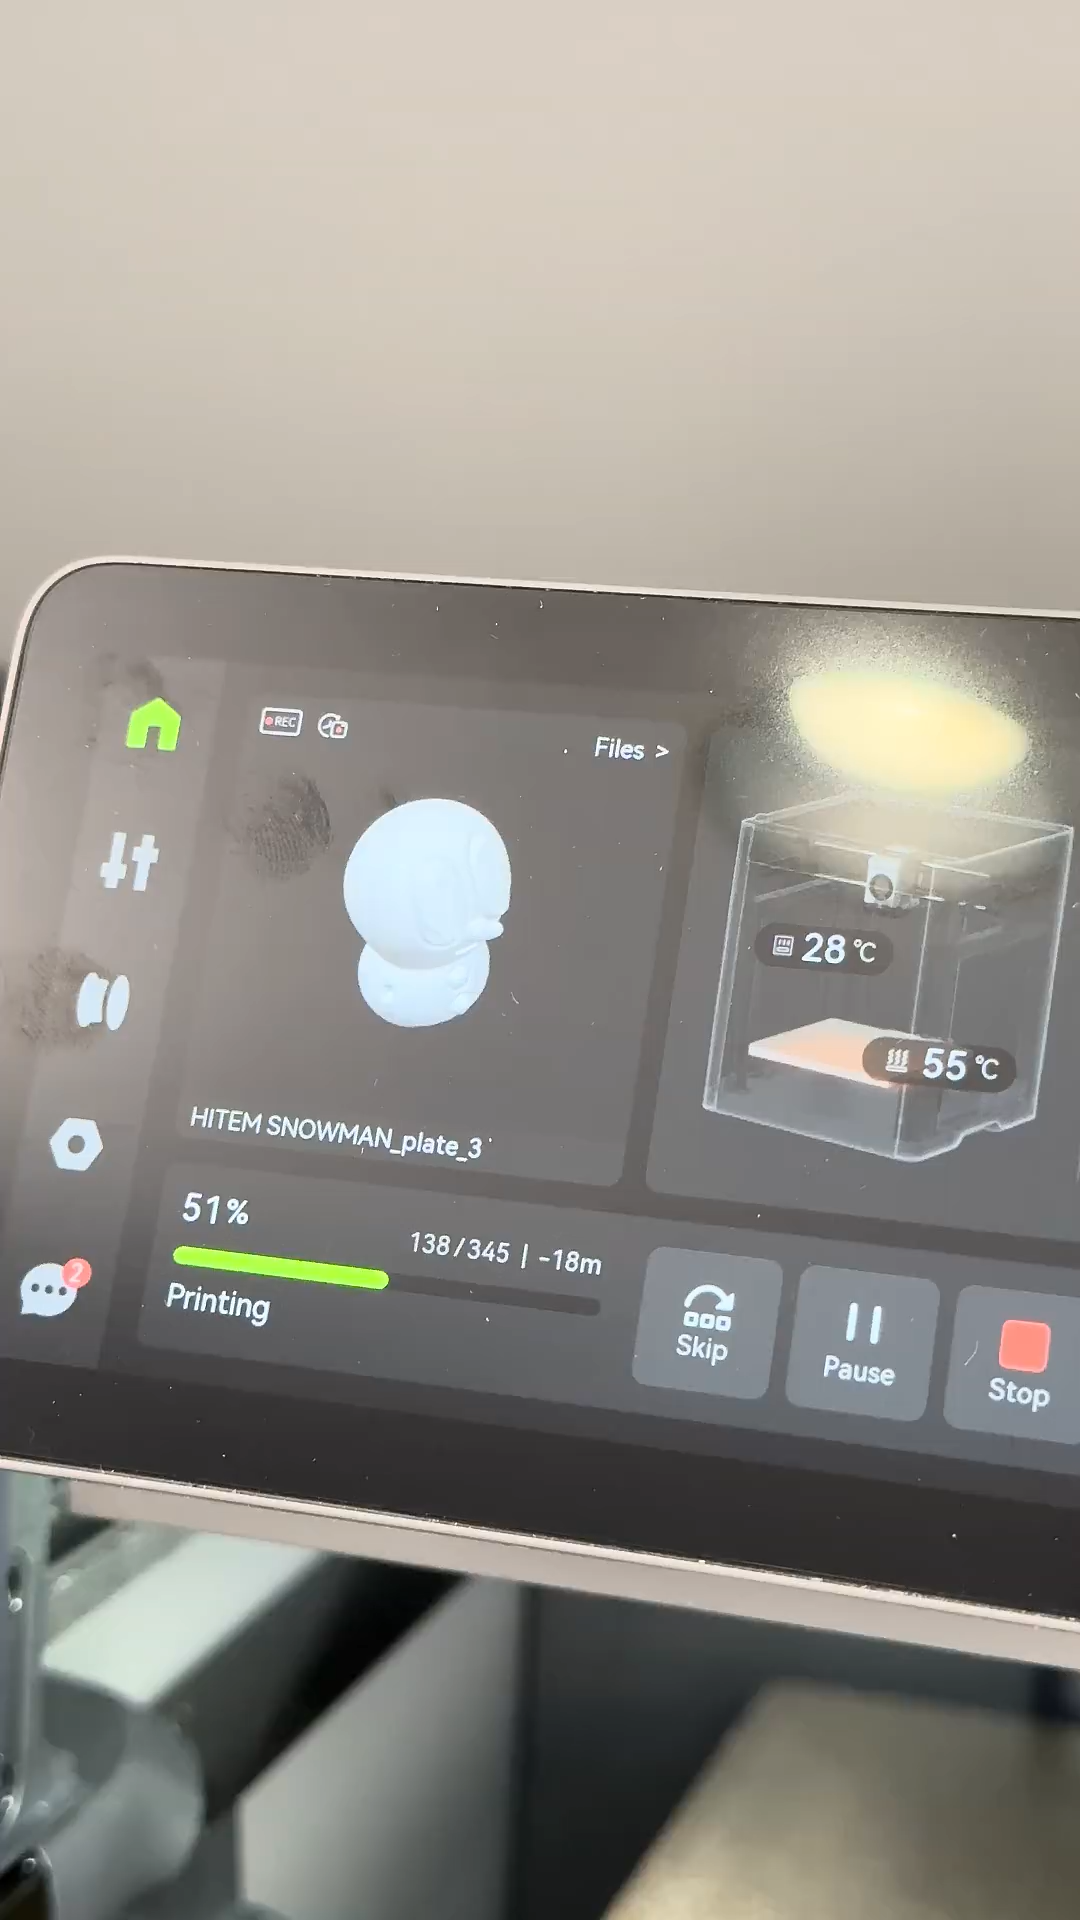 REC
Files >
28 °C
55 °C
HITEM SNOWMAN_plate_3
51%
138/345 | -18m
Printing
Skip
Pause
Stop
2